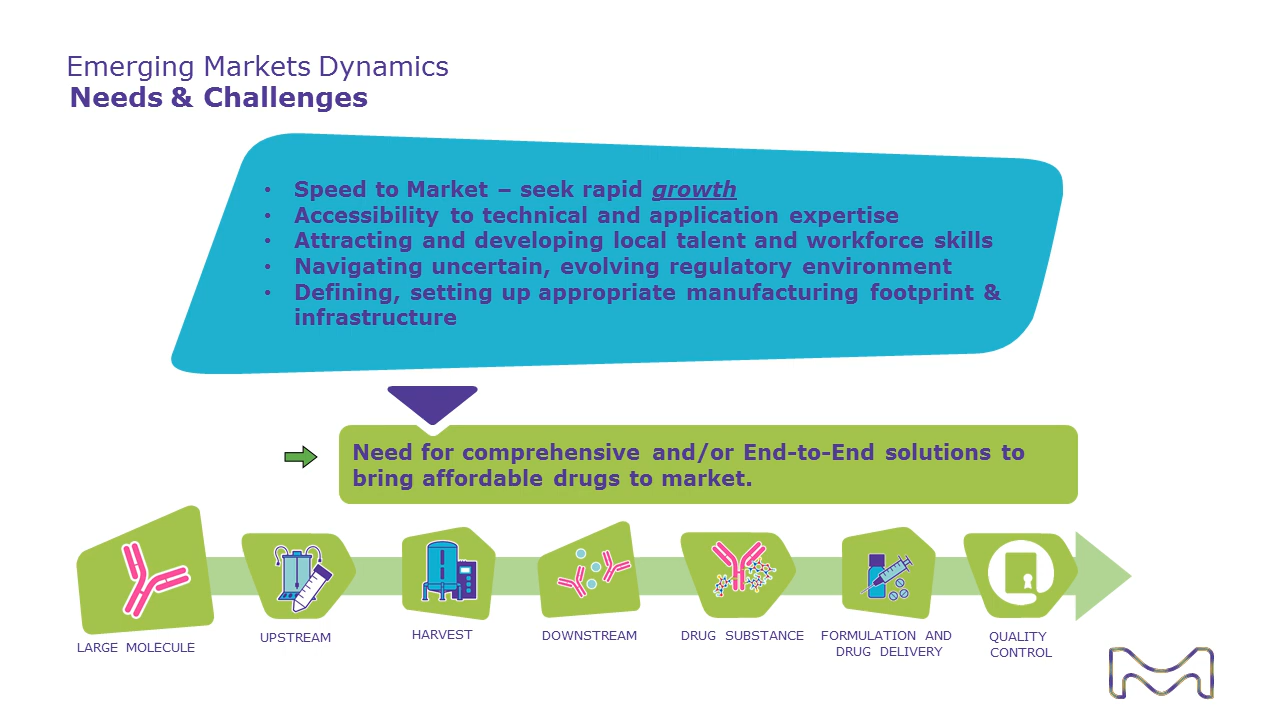 Emerging Markets Dynamics
Needs & Challenges
• Speed to Market – seek rapid growth
• Accessibility to technical and application expertise
• Attracting and developing local talent and workforce skills
• Navigating uncertain, evolving regulatory environment
• Defining, setting up appropriate manufacturing footprint &
infrastructure
Need for comprehensive and/or End-to-End solutions to
bring affordable drugs to market.
LARGE MOLECULE
UPSTREAM
HARVEST
DOWNSTREAM
DRUG SUBSTANCE
FORMULATION AND
DRUG DELIVERY
QUALITY
CONTROL
M